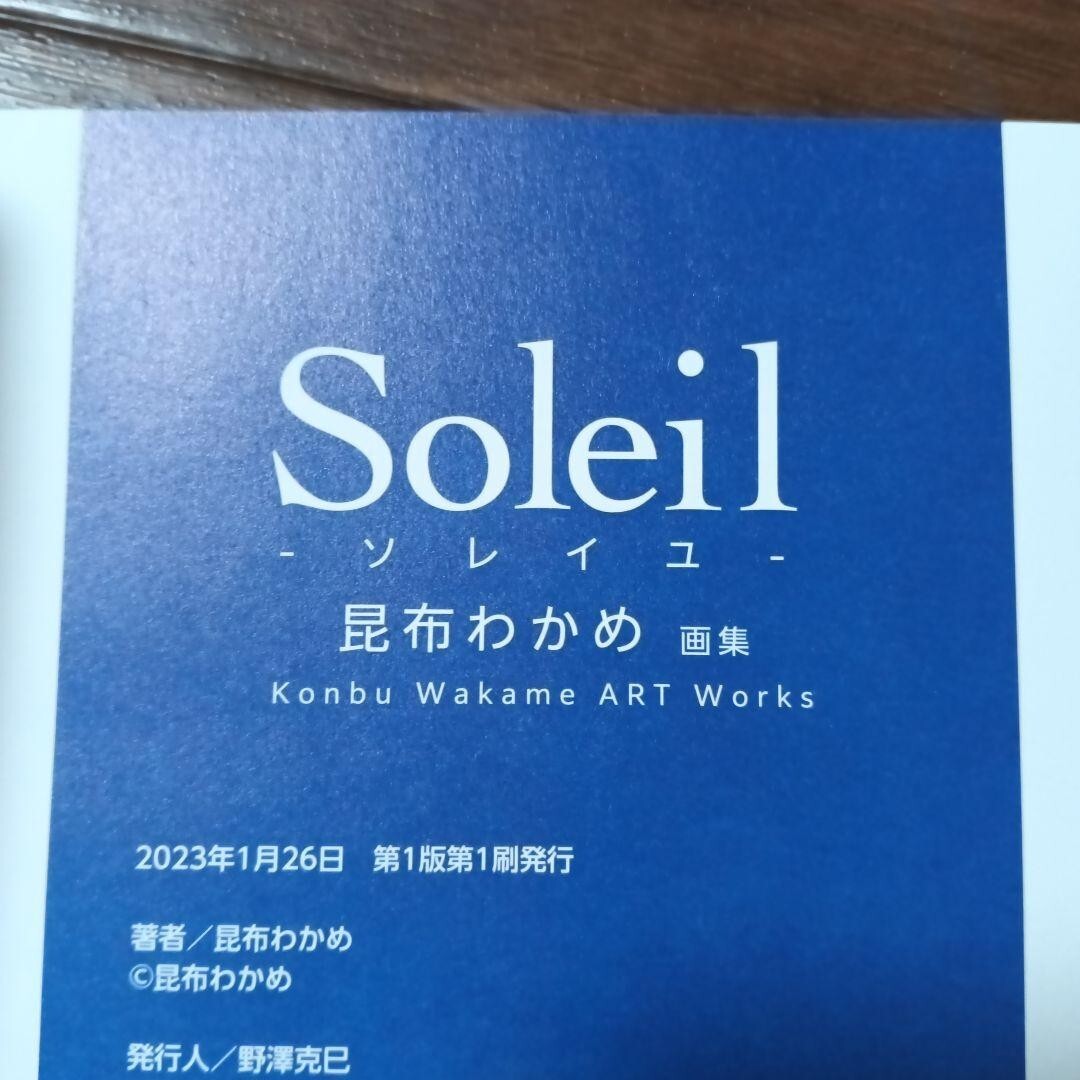 Soleil
- ソレイユ -
昆布わかめ 画集
Konbu Wakame ART Works
2023年1月26日 第1版第1刷発行
著者／昆布わかめ
©昆布わかめ
発行人／野澤克巳